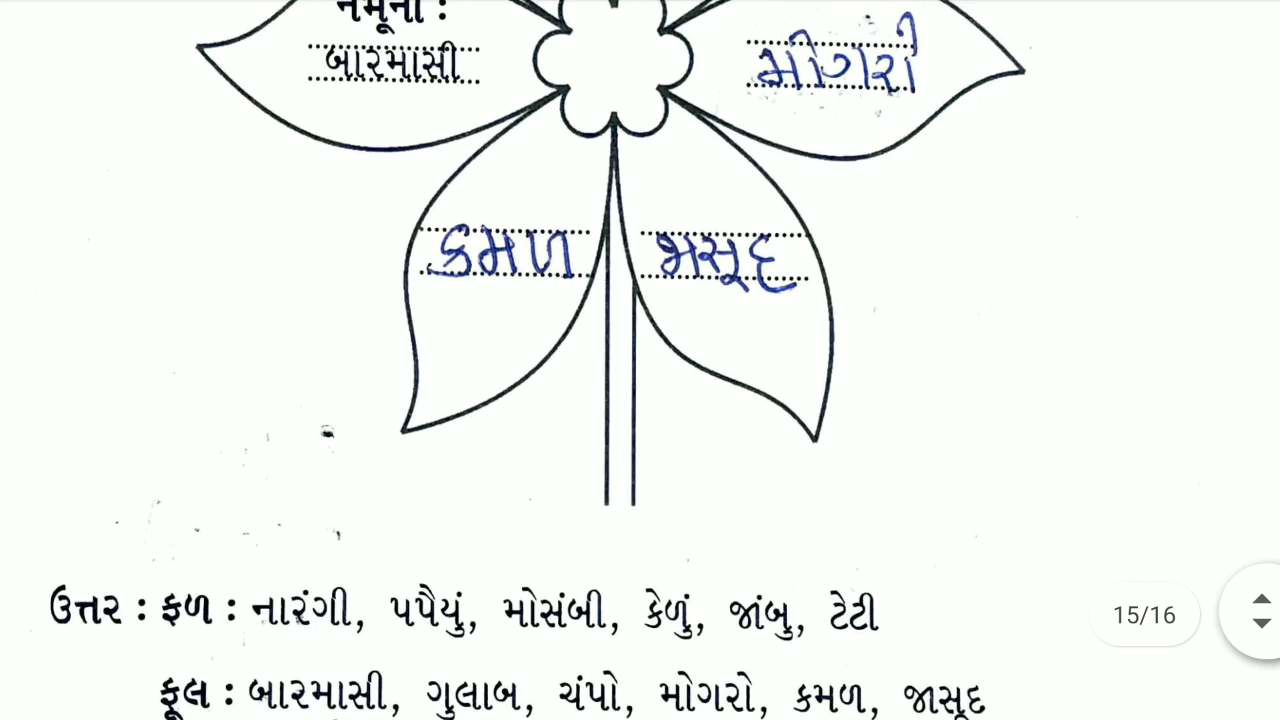 નમૂના :
બારમાસી
મોગરો
કમળ
જાસૂદ
ઉત્તર : ફળ : નારંગી, પપૈયું, મોસંબી, કેળું, જાંબુ, ટેટી
ફૂલ : બારમાસી, ગુલાબ, ચંપો, મોગરો, કમળ, જાસૂદ
15/16